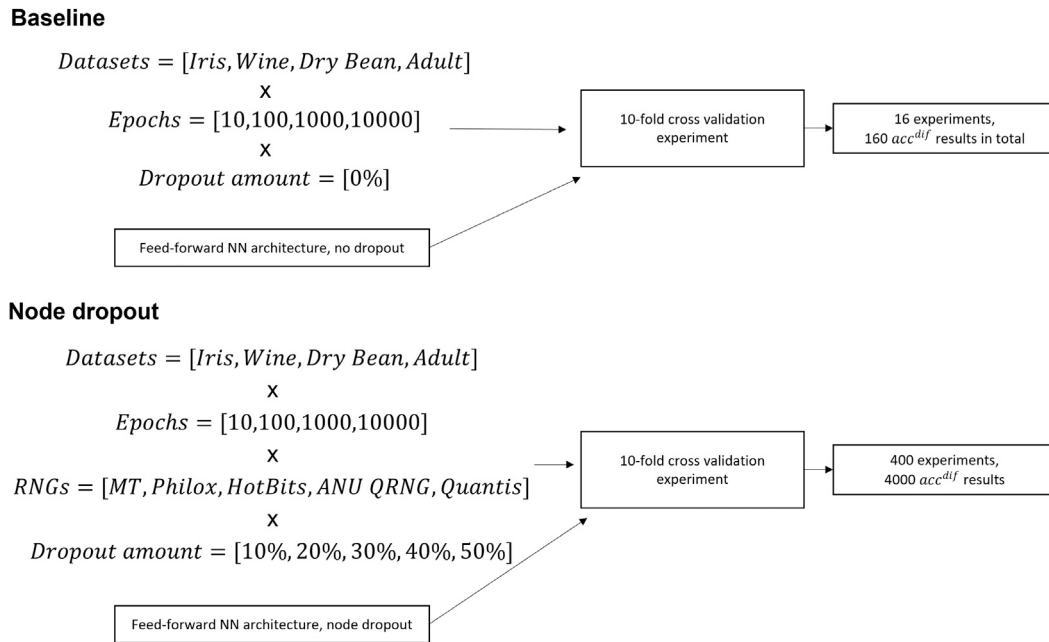 Baseline
Datasets = [Iris, Wine, Dry Bean, Adult]
x
Epochs = [10,100,1000,10000]
x
Dropout amount = [0%]
Feed-forward NN architecture, no dropout
10-fold cross validation
experiment
16 experiments,
160 acc^dif results in total
Node dropout
Datasets = [Iris, Wine, Dry Bean, Adult]
x
Epochs = [10,100,1000,10000]
x
RNGs = [MT, Philox, HotBits, ANU QRNG, Quantis]
x
Dropout amount = [10%, 20%, 30%, 40%, 50%]
Feed-forward NN architecture, node dropout
10-fold cross validation
experiment
400 experiments,
4000 acc^dif results